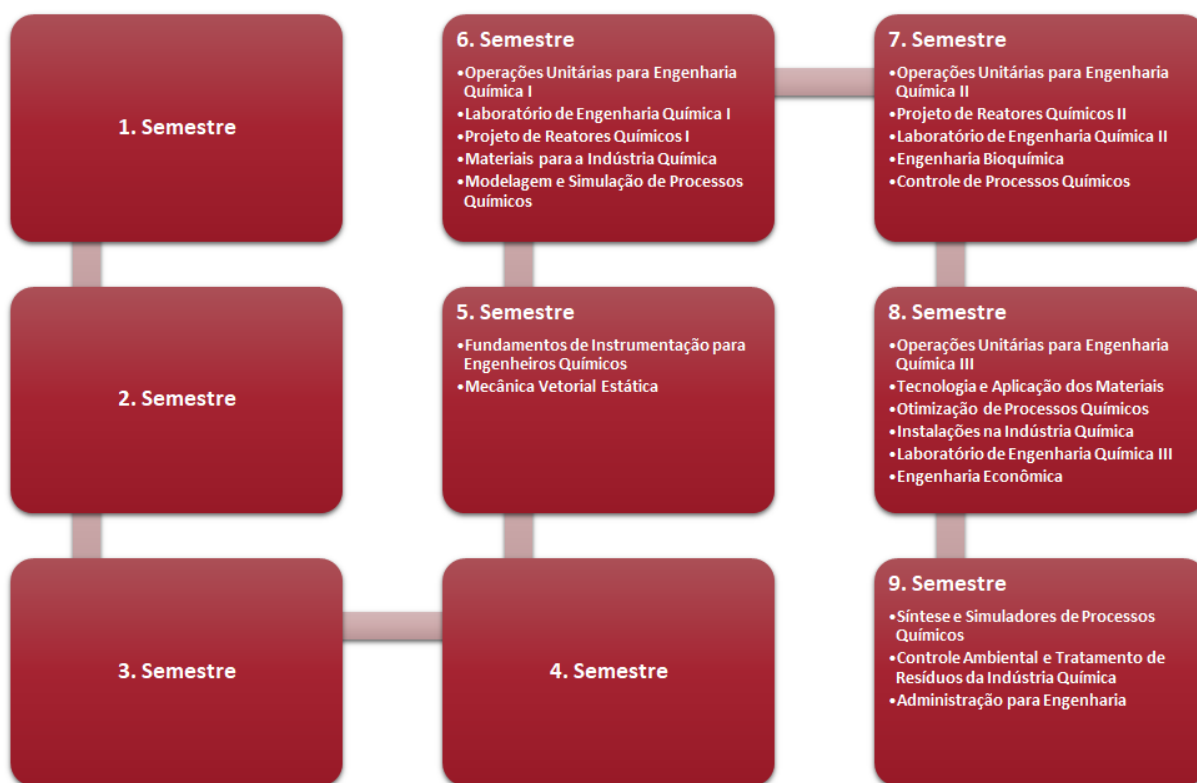 1. Semestre
2. Semestre
3. Semestre
4. Semestre
5. Semestre
•Fundamentos de Instrumentação para
Engenheiros Químicos
•Mecânica Vetorial Estática
6. Semestre
•Operações Unitárias para Engenharia
Química I
•Laboratório de Engenharia Química I
•Projeto de Reatores Químicos I
•Materiais para a Indústria Química
•Modelagem e Simulação de Processos
Químicos
7. Semestre
•Operações Unitárias para Engenharia
Química II
•Projeto de Reatores Químicos II
•Laboratório de Engenharia Química II
•Engenharia Bioquímica
•Controle de Processos Químicos
8. Semestre
•Operações Unitárias para Engenharia
Química III
•Tecnologia e Aplicação dos Materiais
•Otimização de Processos Químicos
•Instalações na Indústria Química
•Laboratório de Engenharia Química III
•Engenharia Econômica
9. Semestre
•Síntese e Simuladores de Processos
Químicos
•Controle Ambiental e Tratamento de
Resíduos da Indústria Química
•Administração para Engenharia